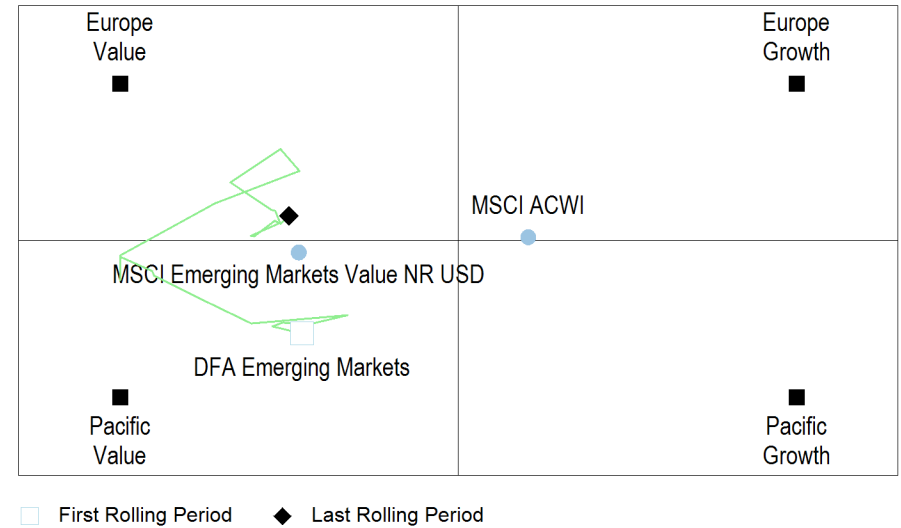 Europe
Value
Europe
Growth
MSCI ACWI
MSCI Emerging Markets Value NR USD
DFA Emerging Markets
Pacific
Value
Pacific
Growth
First Rolling Period
Last Rolling Period